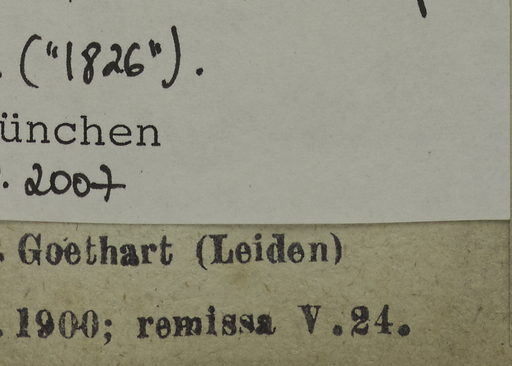 . ("1826").
ünchen
. 2007
Goethart (Leiden)
. 1900; remissa V.24.